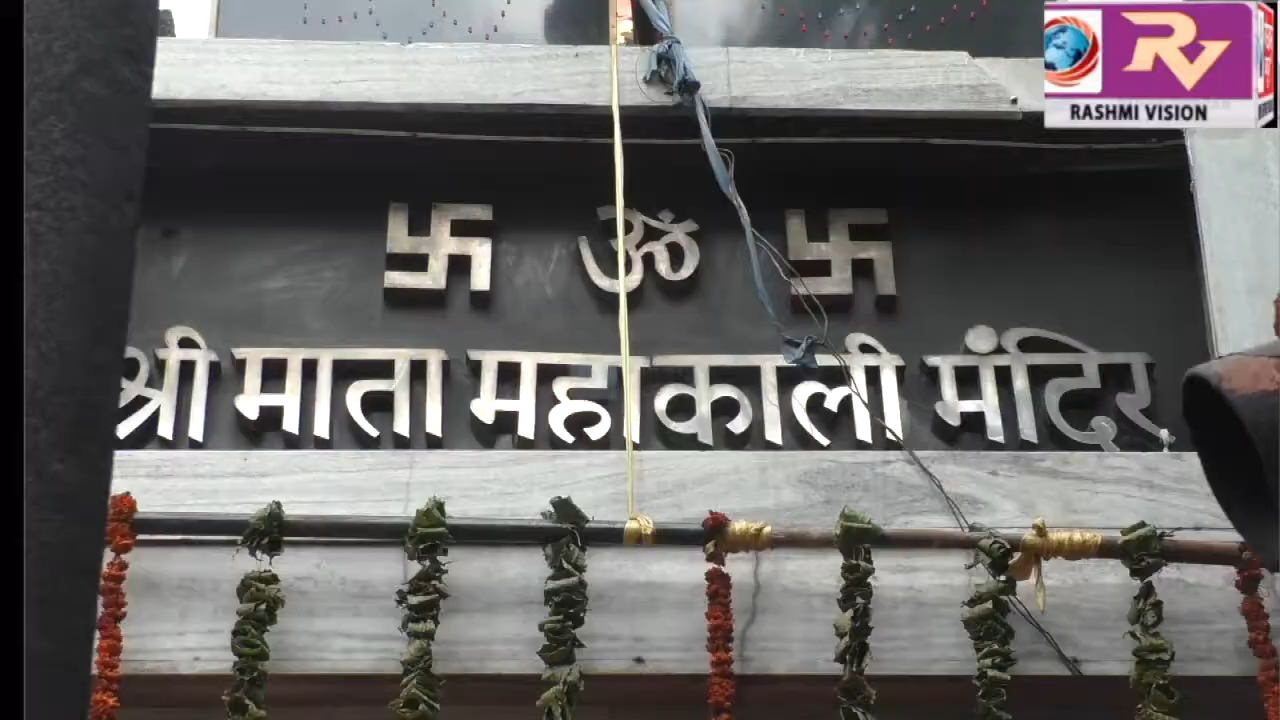 RV
RASHMI VISION
卐 ॐ 卐
श्री माता महाकाली मंदिर